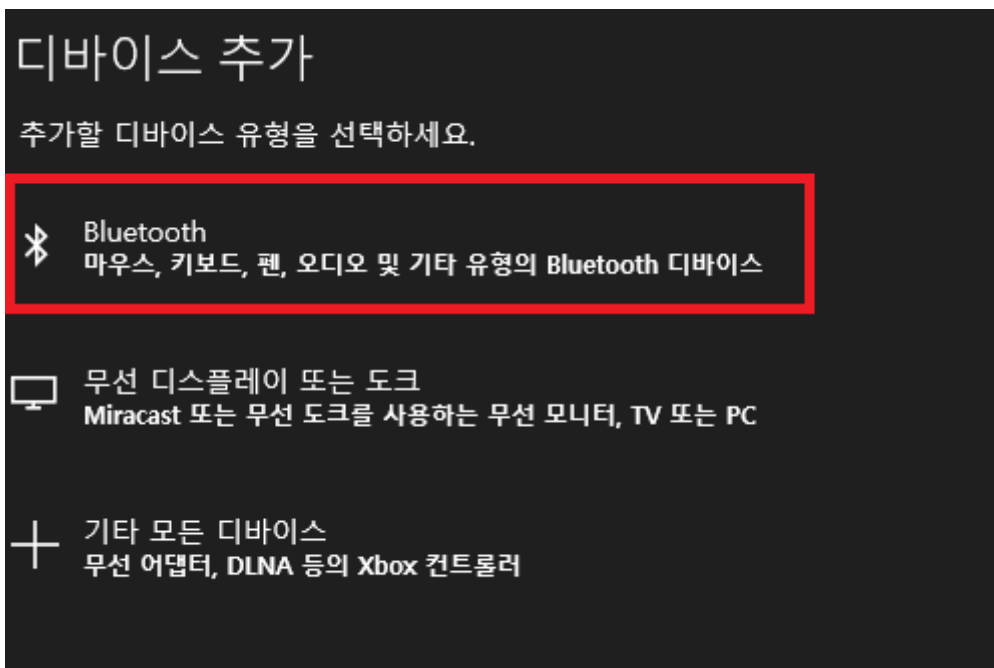 디바이스 추가
추가할 디바이스 유형을 선택하세요.
Bluetooth
마우스, 키보드, 펜, 오디오 및 기타 유형의 Bluetooth 디바이스
무선 디스플레이 또는 도크
Miracast 또는 무선 도크를 사용하는 무선 모니터, TV 또는 PC
기타 모든 디바이스
무선 어댑터, DLNA 등의 Xbox 컨트롤러